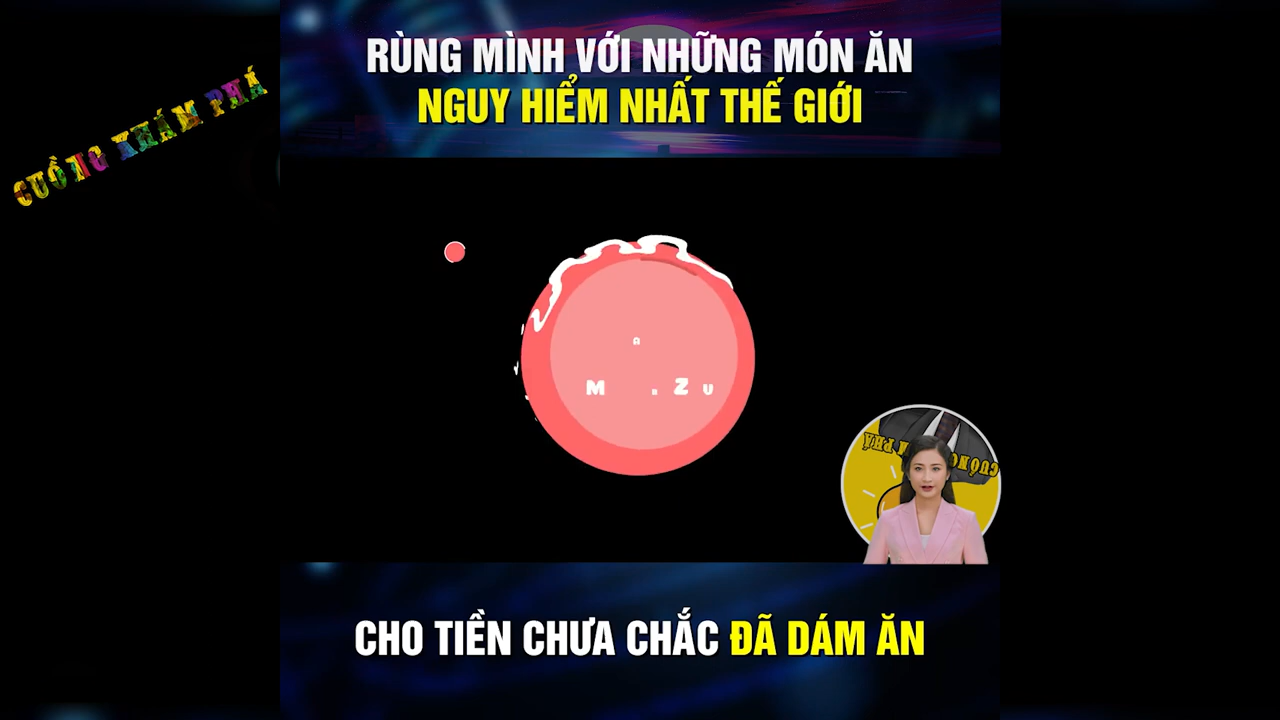 RÙNG MÌNH VỚI NHỮNG MÓN ĂN
NGUY HIỂM NHẤT THẾ GIỚI
CUỒNG KHÁM PHÁ
A
M . Z U
CHO TIỀN CHƯA CHẮC ĐÃ DÁM ĂN